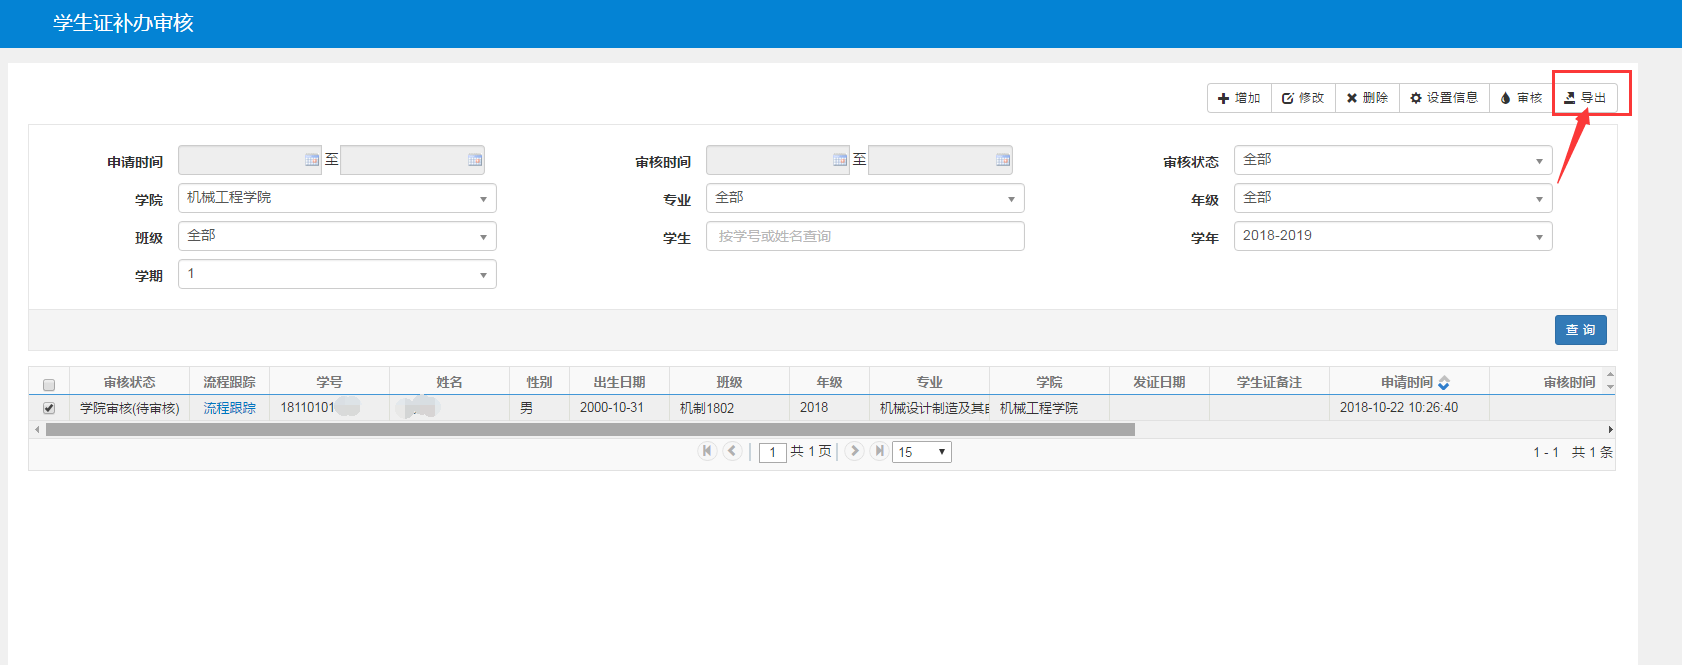 学生证补办审核
增加 修改 删除 设置信息 审核 导出
申请时间 至 审核时间 至 审核状态 全部
学院 机械工程学院 专业 全部 年级 全部
班级 全部 学生 按学号或姓名查询 学年 2018-2019
学期 1
查 询
审核状态 流程跟踪 学号 姓名 性别 出生日期 班级 年级 专业 学院 发证日期 学生证备注 申请时间 审核时间
学院审核(待审核) 流程跟踪 18110101 男 2000-10-31 机制1802 2018 机械设计制造及其 机械工程学院 2018-10-22 10:26:40
1 共 1 页 15 1 - 1 共 1 条